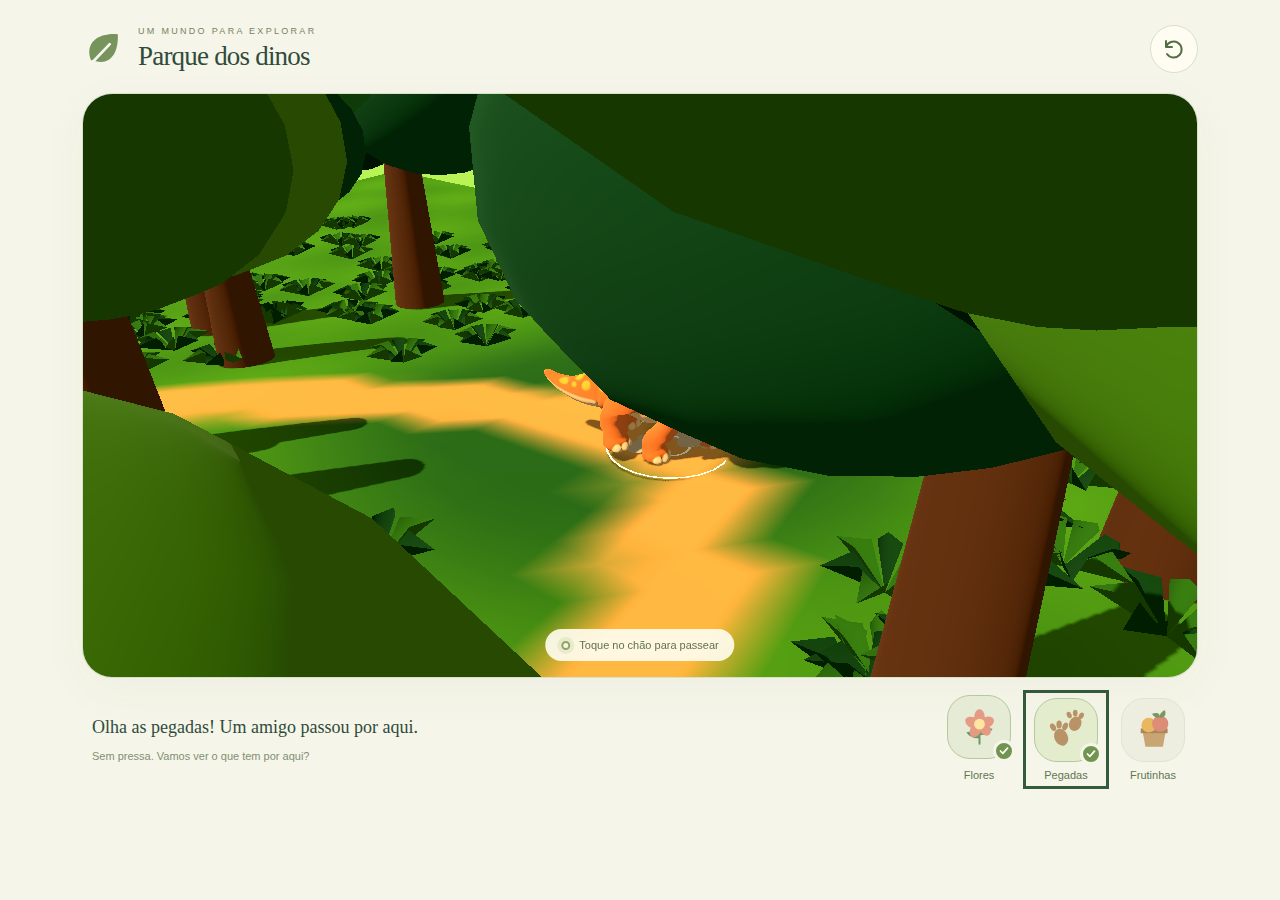 UM MUNDO PARA EXPLORAR
Parque dos dinos
Toque no chão para passear
Olha as pegadas! Um amigo passou por aqui.
Sem pressa. Vamos ver o que tem por aqui?
Flores
Pegadas
Frutinhas